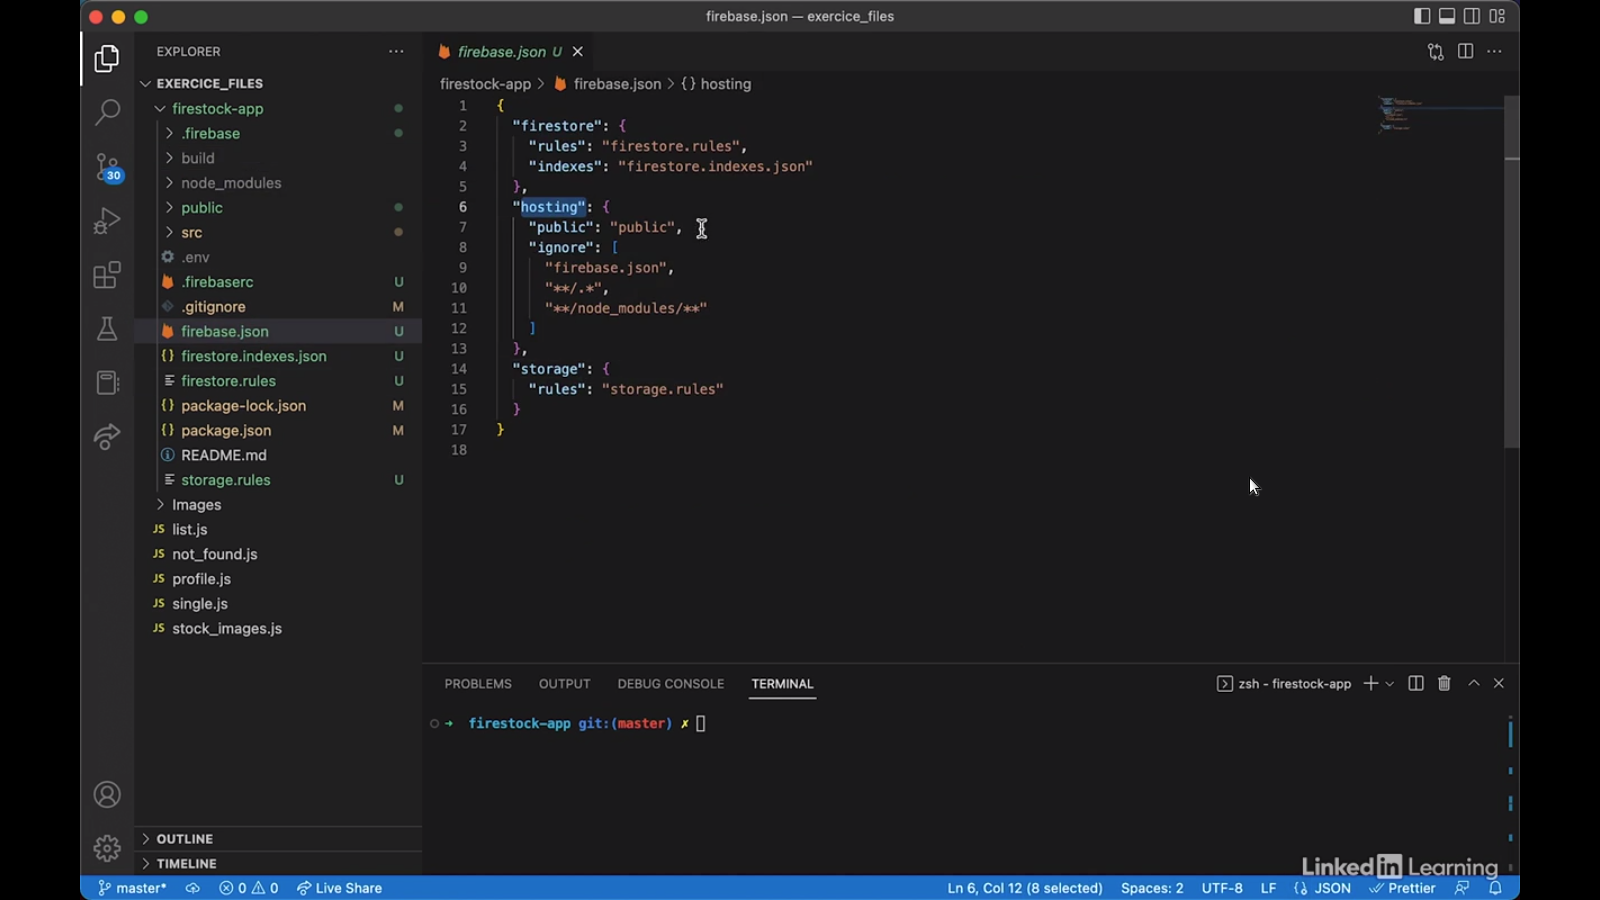 firebase.json — exercice_files
EXPLORER
firebase.json U
EXERCICE_FILES
firestock-app > firebase.json > {} hosting
firestock-app
.firebase
build
node_modules
public
src
.env
.firebaserc U
.gitignore M
firebase.json U
firestore.indexes.json U
firestore.rules U
package-lock.json M
package.json M
README.md
storage.rules U
Images
JS list.js
JS not_found.js
JS profile.js
JS single.js
JS stock_images.js
30
OUTLINE
TIMELINE
1 {
2 "firestore": {
3 "rules": "firestore.rules",
4 "indexes": "firestore.indexes.json"
5 },
6 "hosting": {
7 "public": "public",
8 "ignore": [
9 "firebase.json",
10 "**/.*",
11 "**/node_modules/**"
12 ]
13 },
14 "storage": {
15 "rules": "storage.rules"
16 }
17 }
18
PROBLEMS OUTPUT DEBUG CONSOLE TERMINAL zsh - firestock-app
firestock-app git:(master) ✗
LinkedIn Learning
master* 0 0 Live Share Ln 6, Col 12 (8 selected) Spaces: 2 UTF-8 LF {} JSON Prettier